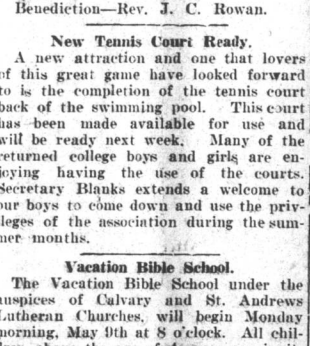 Benediction—Rev. J. C. Rowan.
New Tennis Court Ready.
A new attraction and one that lovers
of this great game have looked forward
to is the completion of the tennis court
back of the swimming pool. This court
has been made available for use and
will be ready next week. Many of the
returned college boys and girls are en-
joying having the use of the courts.
Secretary Blanks extends a welcome to
our boys to come down and use the priv-
ileges of the association during the sum-
mer months.
Vacation Bible School.
The Vacation Bible School under the
auspices of Calvary and St. Andrews
Lutheran Churches, will begin Monday
morning, May 9th at 8 o'clock. All chil-